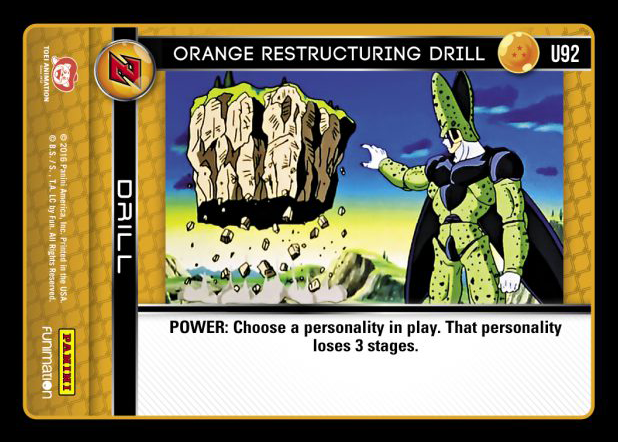 ORANGE RESTRUCTURING DRILL
U92
DRILL
POWER: Choose a personality in play. That personality
loses 3 stages.
TOEI ANIMATION
© 2016 Panini America, Inc. Printed in the USA.
© B.S. / S. , T.A. LC by Fun. All Rights Reserved.
PANINI
FUNimation